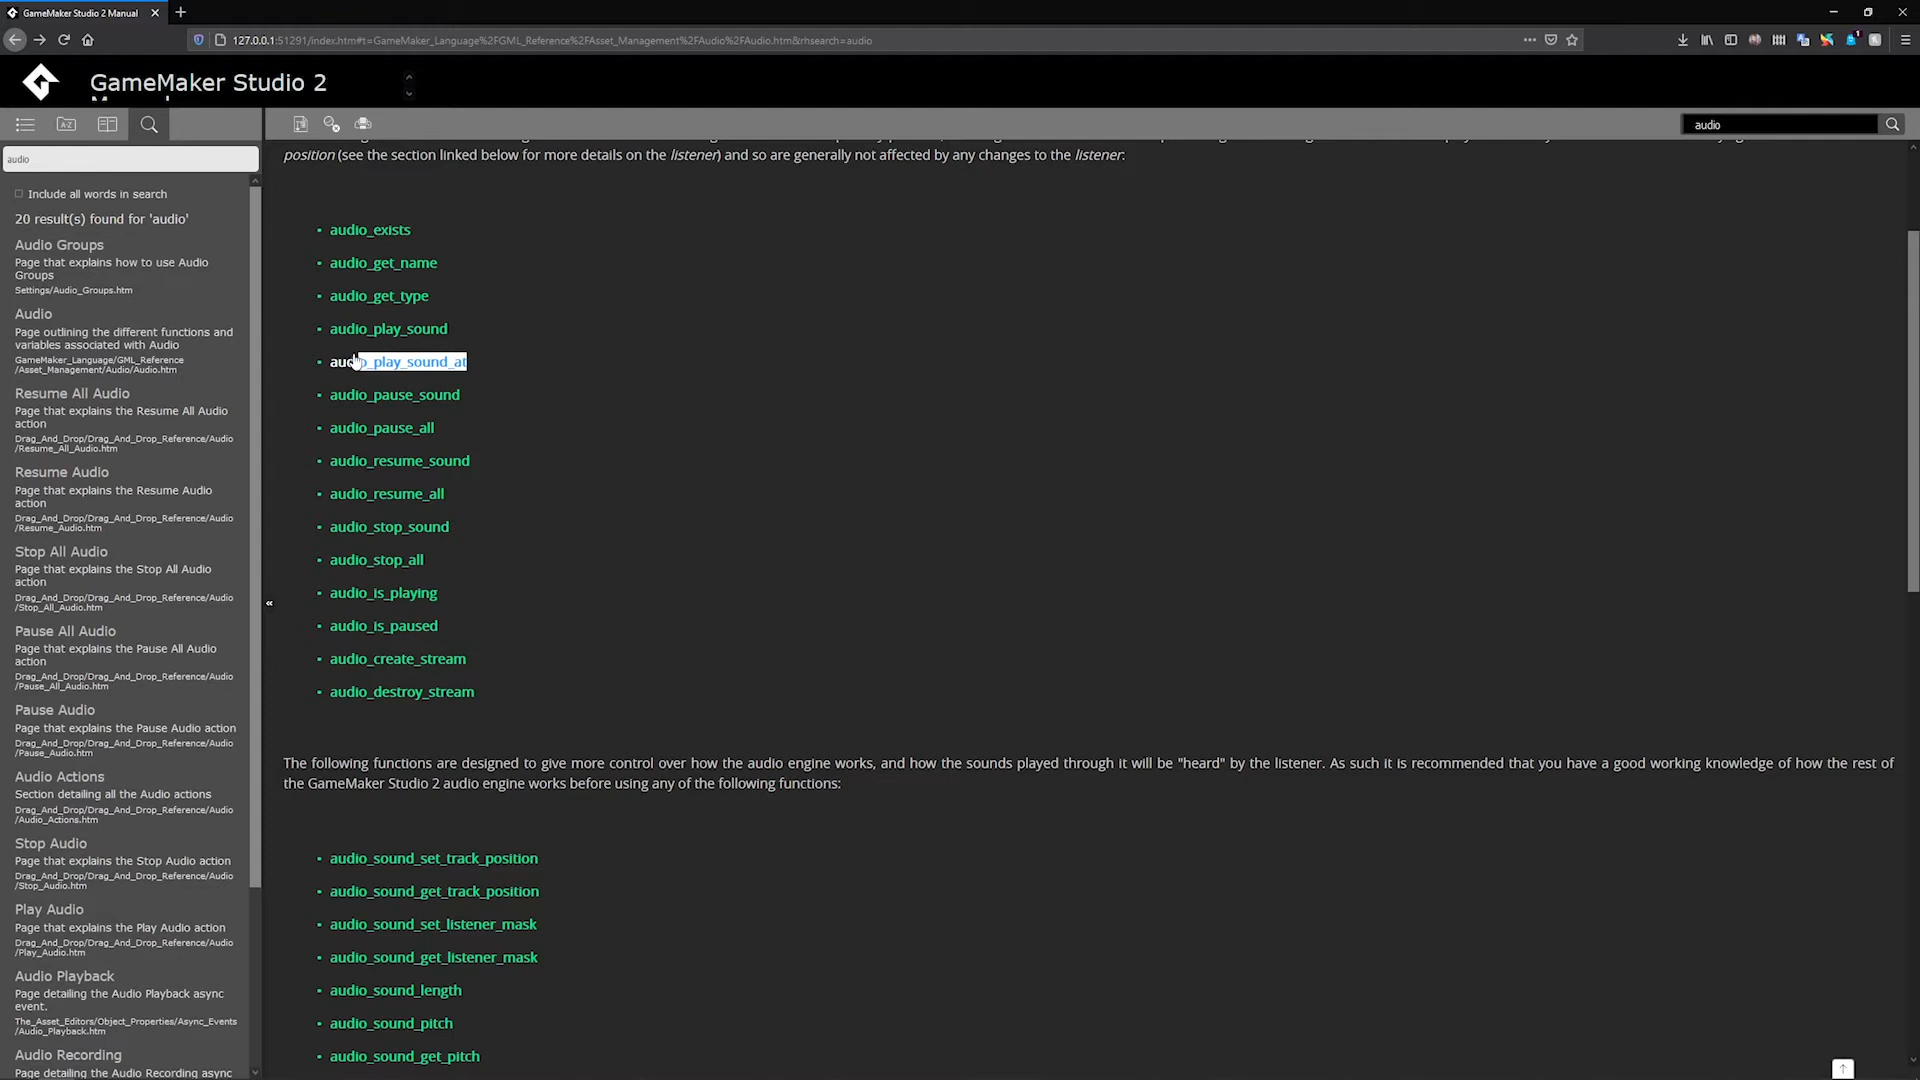 GameMaker Studio 2 Manual
127.0.0.1:51291/index.htm#t=GameMaker_Language%2FGML_Reference%2FAsset_Management%2FAudio%2FAudio.htm&rhsearch=audio
GameMaker Studio 2
audio
audio
Include all words in search
20 result(s) found for 'audio'
Audio Groups
Page that explains how to use Audio
Groups
Settings/Audio_Groups.htm
Audio
Page outlining the different functions and
variables associated with Audio
GameMaker_Language/GML_Reference
/Asset_Management/Audio/Audio.htm
Resume All Audio
Page that explains the Resume All Audio
action
Drag_And_Drop/Drag_And_Drop_Reference/Audio
/Resume_All_Audio.htm
Resume Audio
Page that explains the Resume Audio
action
Drag_And_Drop/Drag_And_Drop_Reference/Audio
/Resume_Audio.htm
Stop All Audio
Page that explains the Stop All Audio
action
Drag_And_Drop/Drag_And_Drop_Reference/Audio
/Stop_All_Audio.htm
Pause All Audio
Page that explains the Pause All Audio
action
Drag_And_Drop/Drag_And_Drop_Reference/Audio
/Pause_All_Audio.htm
Pause Audio
Page that explains the Pause Audio action
Drag_And_Drop/Drag_And_Drop_Reference/Audio
/Pause_Audio.htm
Audio Actions
Section detailing all the Audio actions
Drag_And_Drop/Drag_And_Drop_Reference/Audio
/Audio_Actions.htm
Stop Audio
Page that explains the Stop Audio action
Drag_And_Drop/Drag_And_Drop_Reference/Audio
/Stop_Audio.htm
Play Audio
Page that explains the Play Audio action
Drag_And_Drop/Drag_And_Drop_Reference/Audio
/Play_Audio.htm
Audio Playback
Page detailing the Audio Playback async
event.
The_Asset_Editors/Object_Properties/Async_Events
/Audio_Playback.htm
Audio Recording
Page detailing the Audio Recording async
position (see the section linked below for more details on the listener) and so are generally not affected by any changes to the listener:
• audio_exists
• audio_get_name
• audio_get_type
• audio_play_sound
• audio_play_sound_at
• audio_pause_sound
• audio_pause_all
• audio_resume_sound
• audio_resume_all
• audio_stop_sound
• audio_stop_all
• audio_is_playing
• audio_is_paused
• audio_create_stream
• audio_destroy_stream
The following functions are designed to give more control over how the audio engine works, and how the sounds played through it will be "heard" by the listener. As such it is recommended that you have a good working knowledge of how the rest of
the GameMaker Studio 2 audio engine works before using any of the following functions:
• audio_sound_set_track_position
• audio_sound_get_track_position
• audio_sound_set_listener_mask
• audio_sound_get_listener_mask
• audio_sound_length
• audio_sound_pitch
• audio_sound_get_pitch